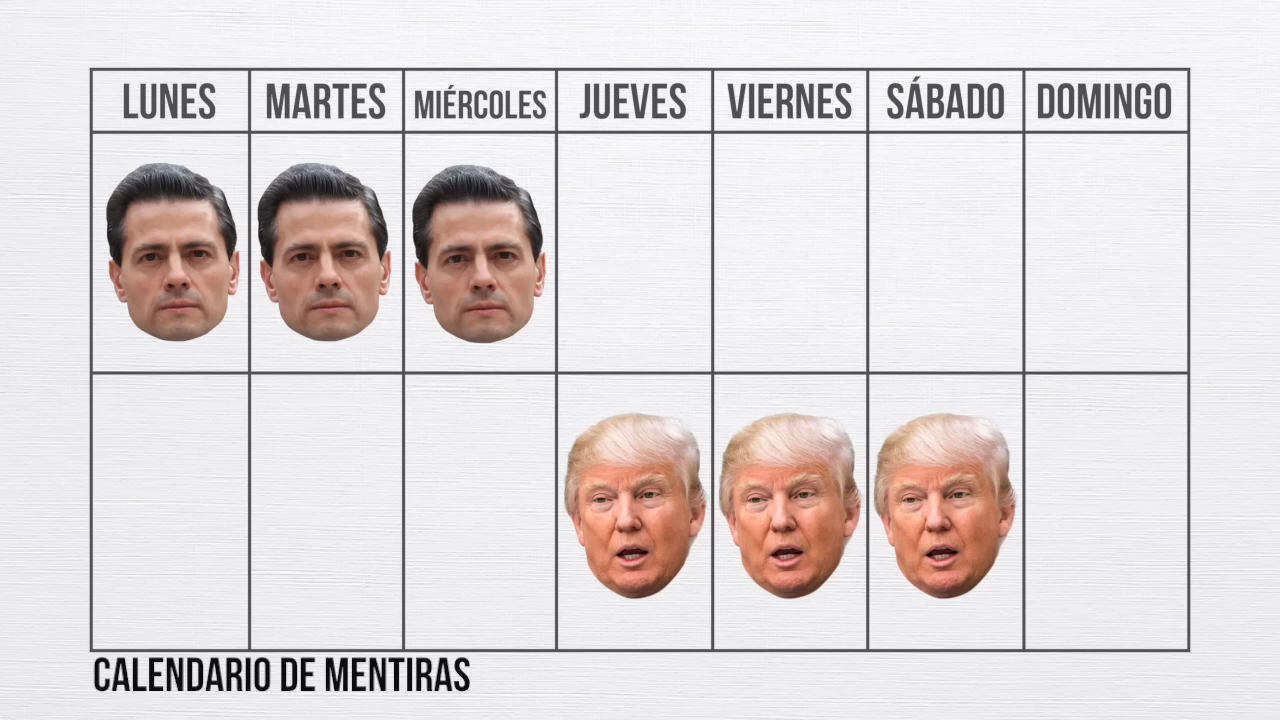 LUNES MARTES MIÉRCOLES JUEVES VIERNES SÁBADO DOMINGO
CALENDARIO DE MENTIRAS